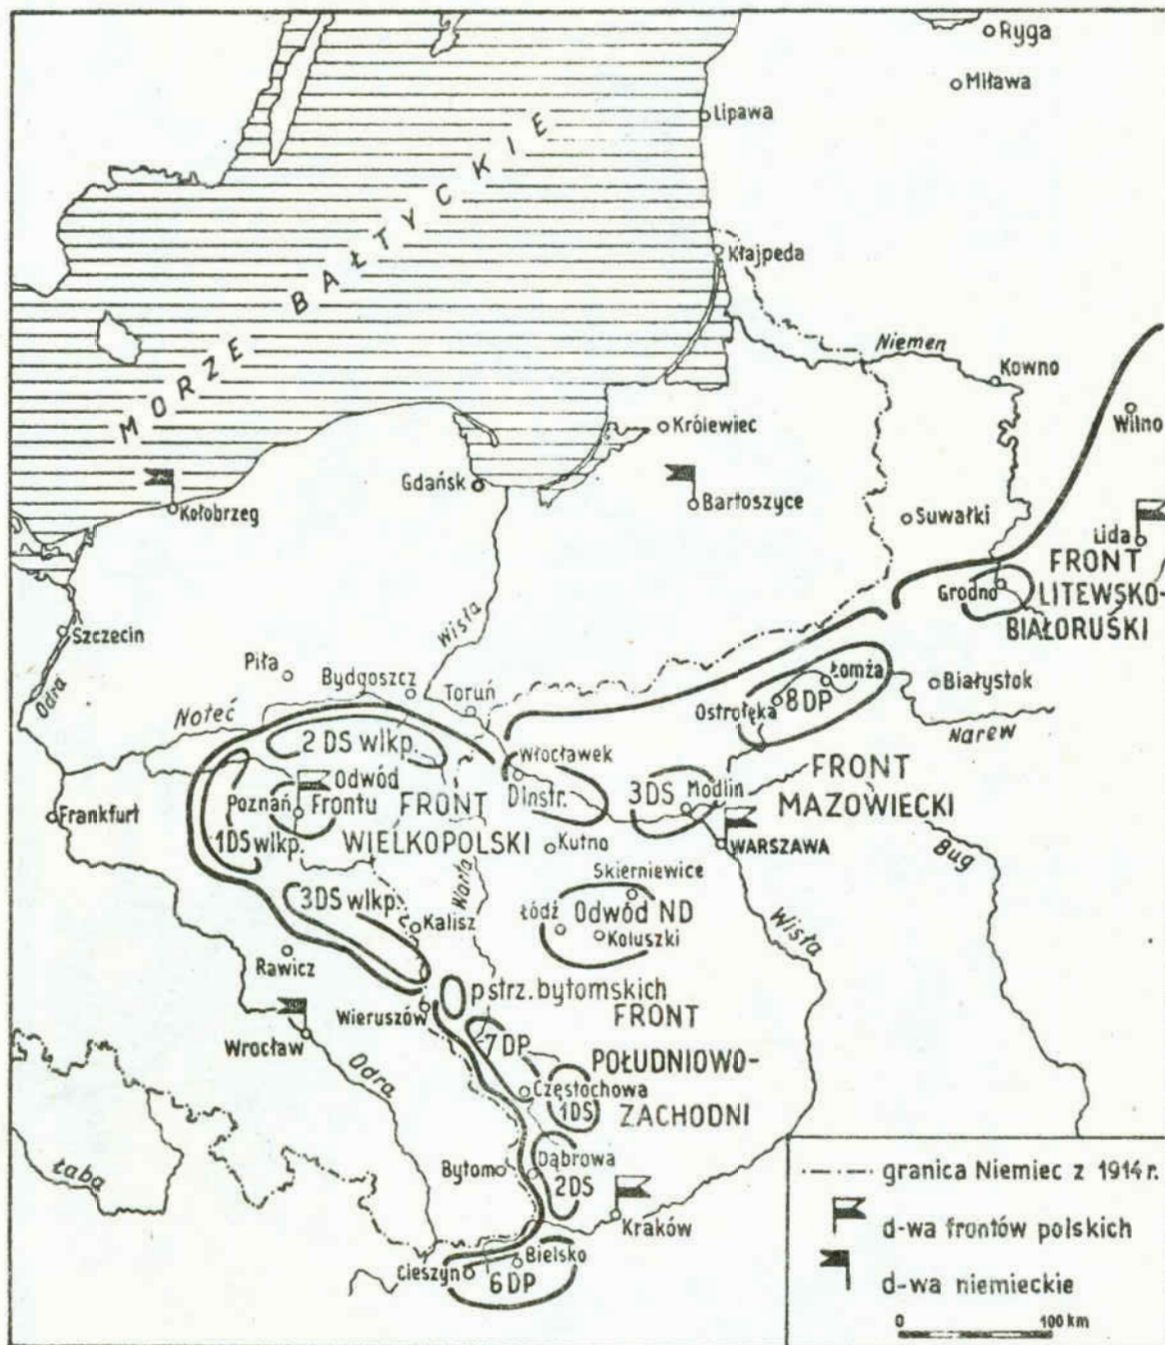 Ryga
Miława
Lipawa
MORZE BAŁTYCKIE
Kłajpeda
Niemen
Kowno
Wilno
Królewiec
Gdańsk
Bartoszyce
Kołobrzeg
Suwałki
Lida
FRONT
LITEWSKO-
BIAŁORUSKI
Grodno
Szczecin
Odra
Wisła
Piła
Bydgoszcz
Toruń
Noteć
Łomża
Białystok
Ostrołęka
8DP
Narew
2 DS wlkp.
Włocławek
Dinstr.
3DS
Modlin
FRONT
MAZOWIECKI
WARSZAWA
Bug
Frankfurt
Poznań
Odwód
Frontu
1DS wlkp.
FRONT
WIELKOPOLSKI
Kutno
Warta
Skierniewice
Łódź
Odwód ND
Koluszki
3DS wlkp.
Kalisz
Wisła
Rawicz
p strz. bytomskich
Wieruszów
FRONT
POŁUDNIOWO-
ZACHODNI
Wrocław
7 DP
Odra
Częstochowa
1DS
Łaba
Bytom
Dąbrowa
2DS
Kraków
Cieszyn
Bielsko
6 DP
granica Niemiec z 1914 r.
d-wa frontów polskich
d-wa niemieckie
0 100 km